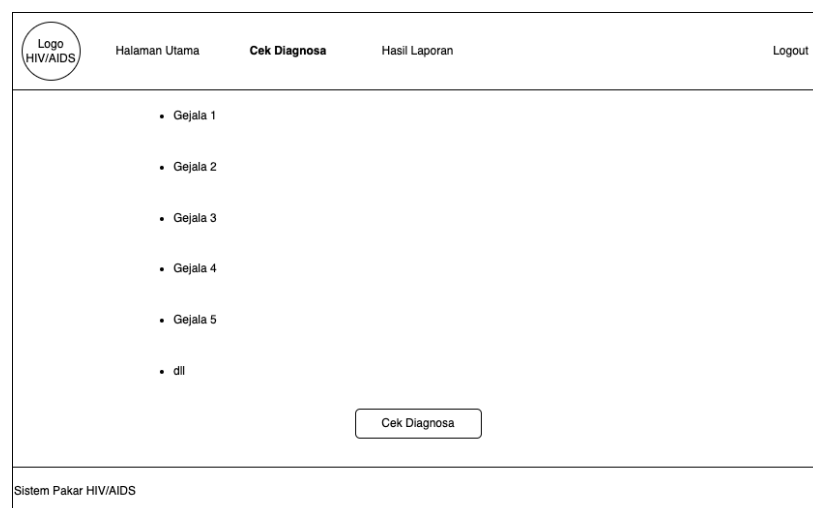 Logo
HIV/AIDS
Halaman Utama
Cek Diagnosa
Hasil Laporan
Logout
Gejala 1
Gejala 2
Gejala 3
Gejala 4
Gejala 5
dll
Cek Diagnosa
Sistem Pakar HIV/AIDS